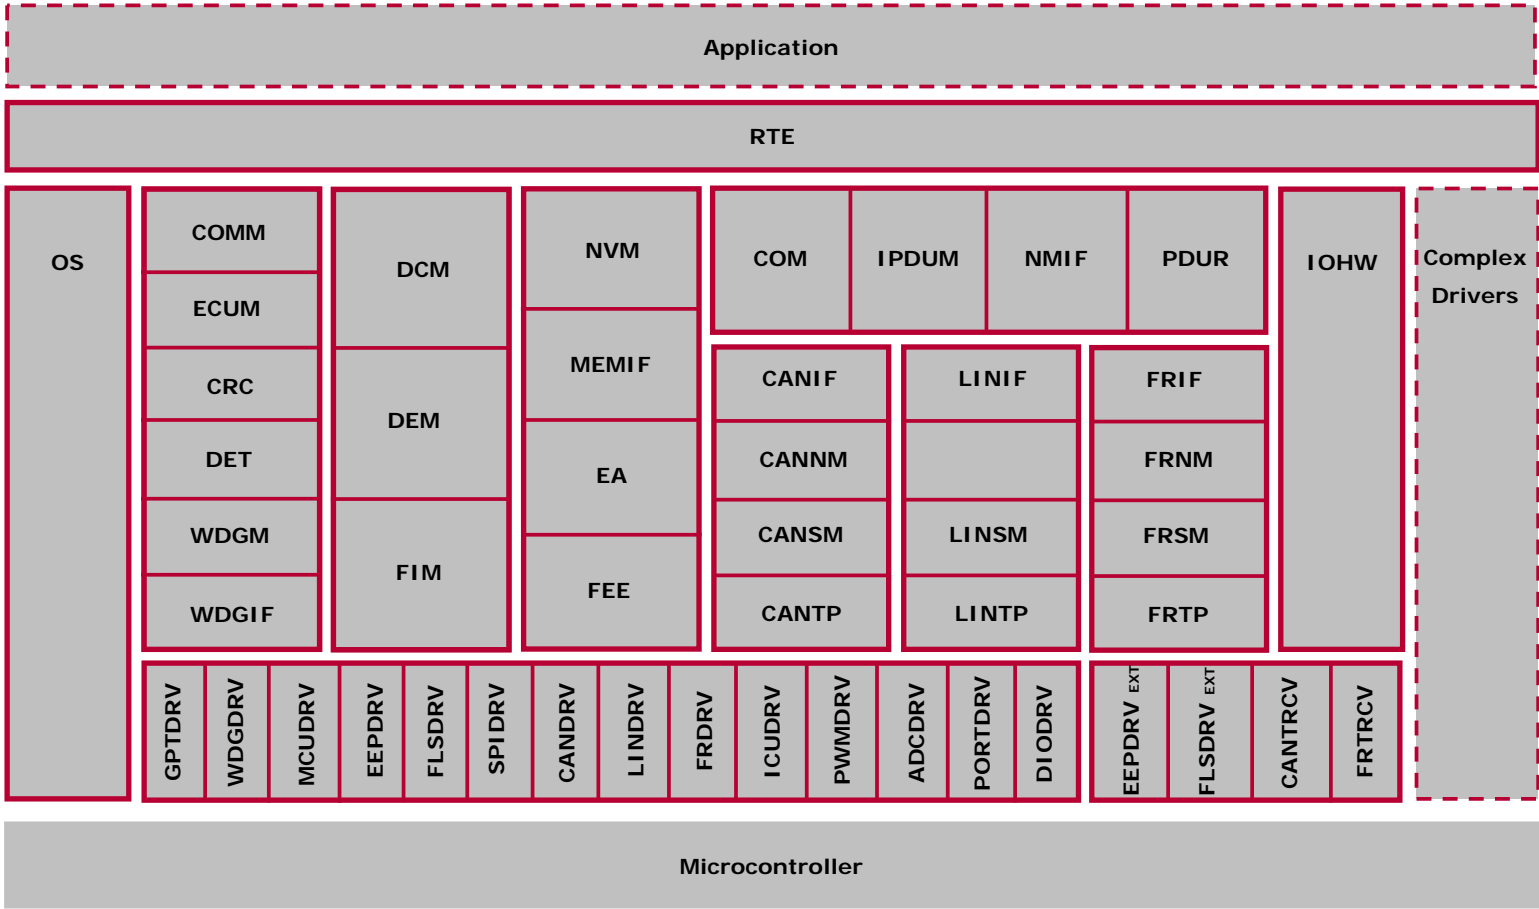 Application
RTE
OS
COMM
ECUM
CRC
DET
WDGM
WDGIF
DCM
DEM
FIM
NVM
MEMIF
EA
FEE
COM
IPDUM
NMIF
PDUR
CANIF
CANNM
CANSM
CANTP
LINIF
LINSM
LINTP
FRIF
FRNM
FRSM
FRTP
IOHW
Complex
Drivers
GPTDRV
WDGDRV
MCUDRV
EEPDRV
FLSDRV
SPIDRV
CANDRV
LINDRV
FRDRV
ICUDRV
PWMDRV
ADCDRV
PORTDRV
DIODRV
EEPDRV EXT
FLSDRV EXT
CANTRCV
FRTRCV
Microcontroller